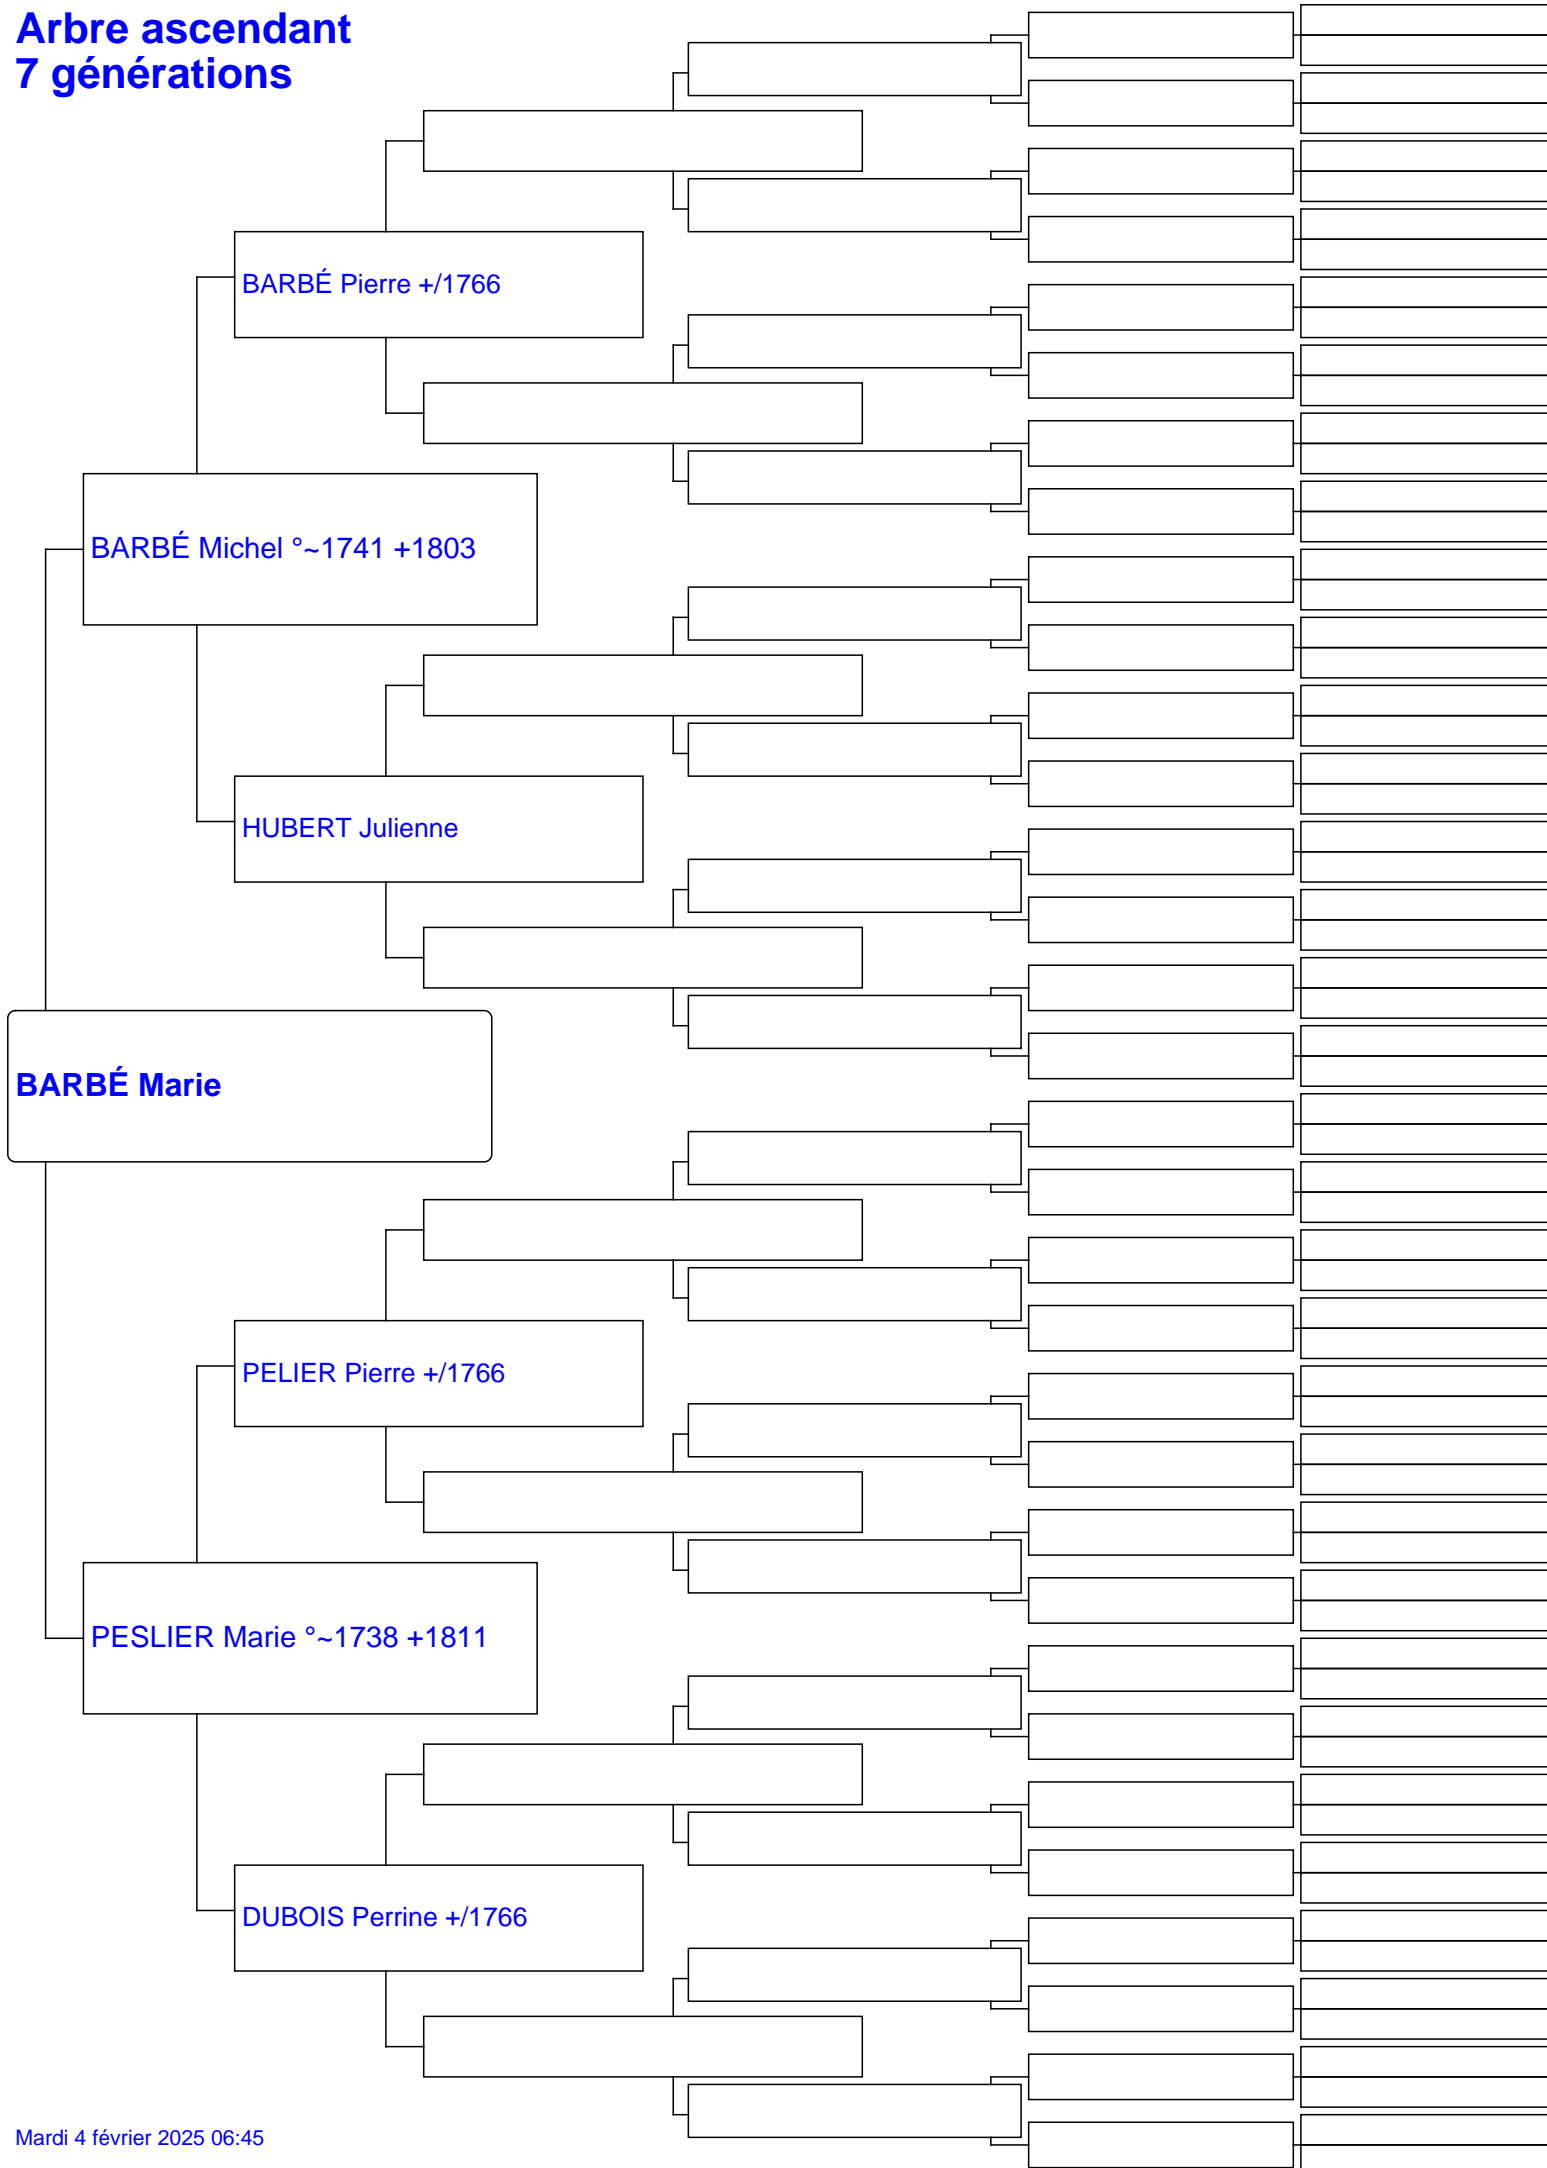 Arbre ascendant
7 générations
BARBÉ Pierre +/1766
BARBÉ Michel °~1741 +1803
HUBERT Julienne
BARBÉ Marie
PELIER Pierre +/1766
PESLIER Marie °~1738 +1811
DUBOIS Perrine +/1766
Mardi 4 février 2025 06:45